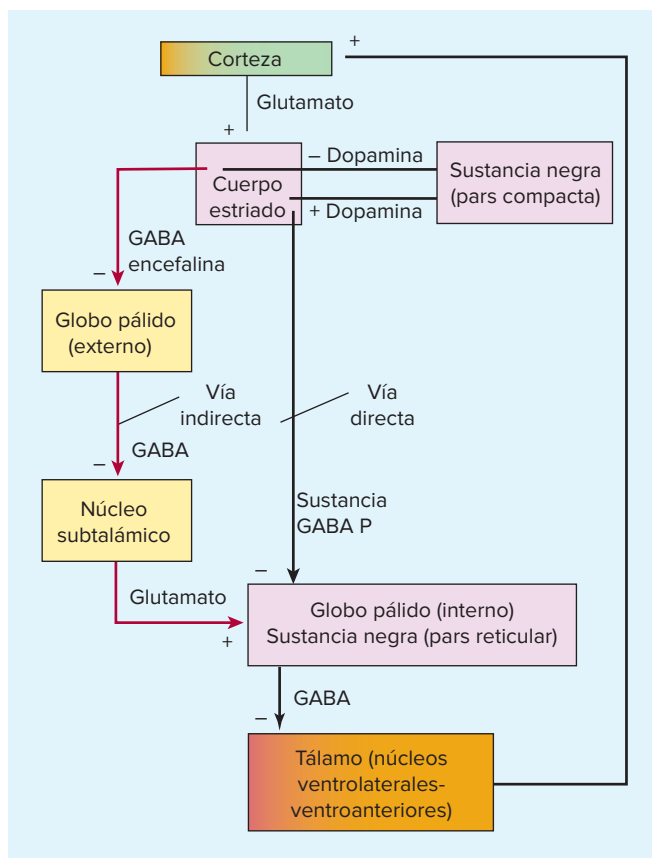 +
Corteza
Glutamato
+
– Dopamina
Sustancia negra
(pars compacta)
Cuerpo
estriado
+ Dopamina
GABA
encefalina
–
Globo pálido
(externo)
Vía
indirecta
Vía
directa
GABA
–
Núcleo
subtalámico
Sustancia
GABA P
–
Glutamato
+
Globo pálido (interno)
Sustancia negra (pars reticular)
GABA
–
Tálamo (núcleos
ventrolaterales-
ventroanteriores)